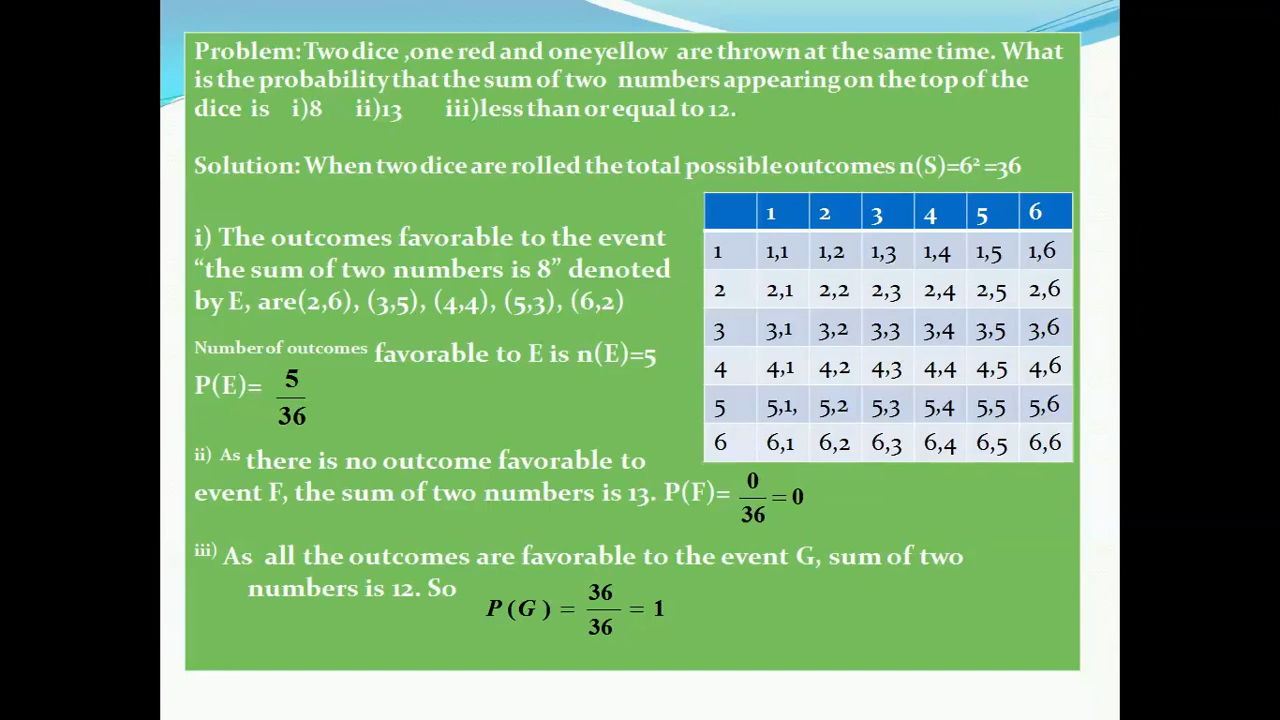 Problem: Two dice ,one red and one yellow are thrown at the same time. What
is the probability that the sum of two numbers appearing on the top of the
dice is i)8 ii)13 iii)less than or equal to 12.
Solution: When two dice are rolled the total possible outcomes n(S)=6² =36
i) The outcomes favorable to the event
“the sum of two numbers is 8” denoted
by E, are(2,6), (3,5), (4,4), (5,3), (6,2)
Number of outcomes favorable to E is n(E)=5
P(E)= 5/36
1 2 3 4 5 6
1 1,1 1,2 1,3 1,4 1,5 1,6
2 2,1 2,2 2,3 2,4 2,5 2,6
3 3,1 3,2 3,3 3,4 3,5 3,6
4 4,1 4,2 4,3 4,4 4,5 4,6
5 5,1, 5,2 5,3 5,4 5,5 5,6
6 6,1 6,2 6,3 6,4 6,5 6,6
ii) As there is no outcome favorable to
event F, the sum of two numbers is 13. P(F)= 0/36 = 0
iii) As all the outcomes are favorable to the event G, sum of two
numbers is 12. So P(G) = 36/36 = 1